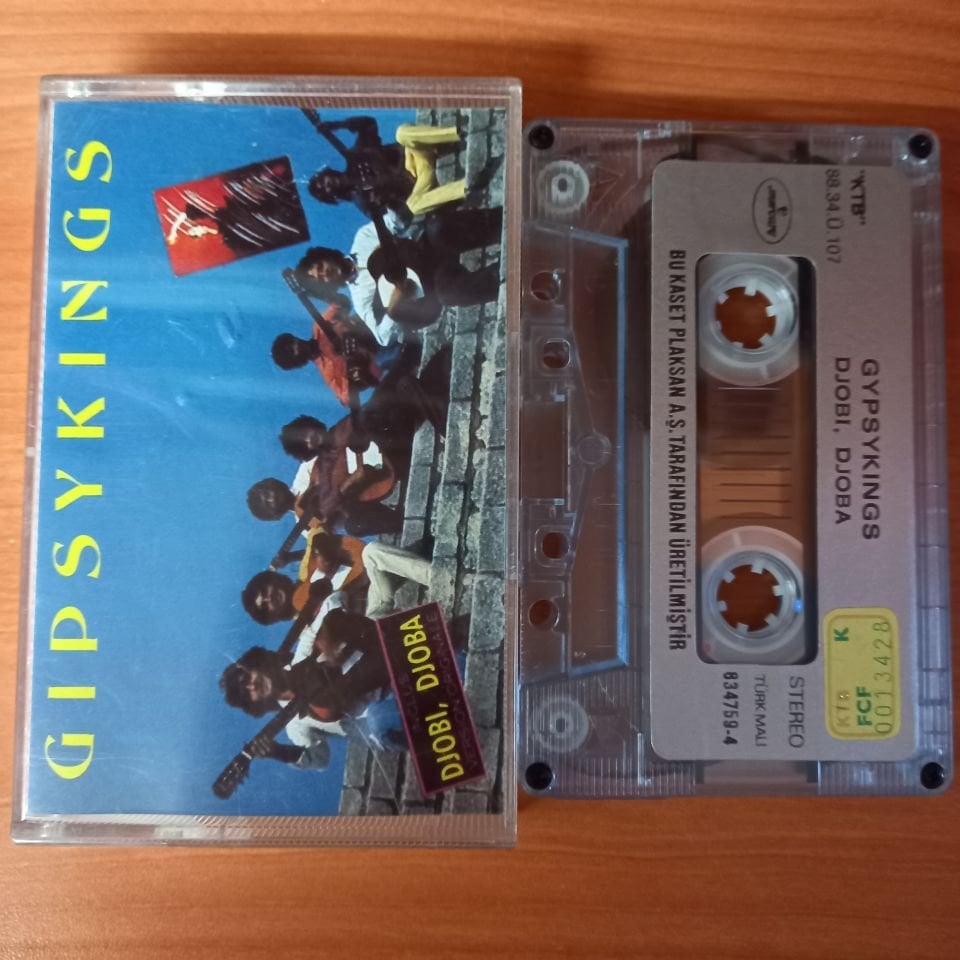 GIPSYKINGS
DJOBI, DJOBA
"KTB"
88.34.Ü.107
GYPSYKINGS
DJOBI, DJOBA
BU KASET PLAKSAN A.Ş. TARAFINDAN ÜRETİLMİŞTİR
STEREO
TÜRK MALI
834759-4
K
KTB
FCF
0013428